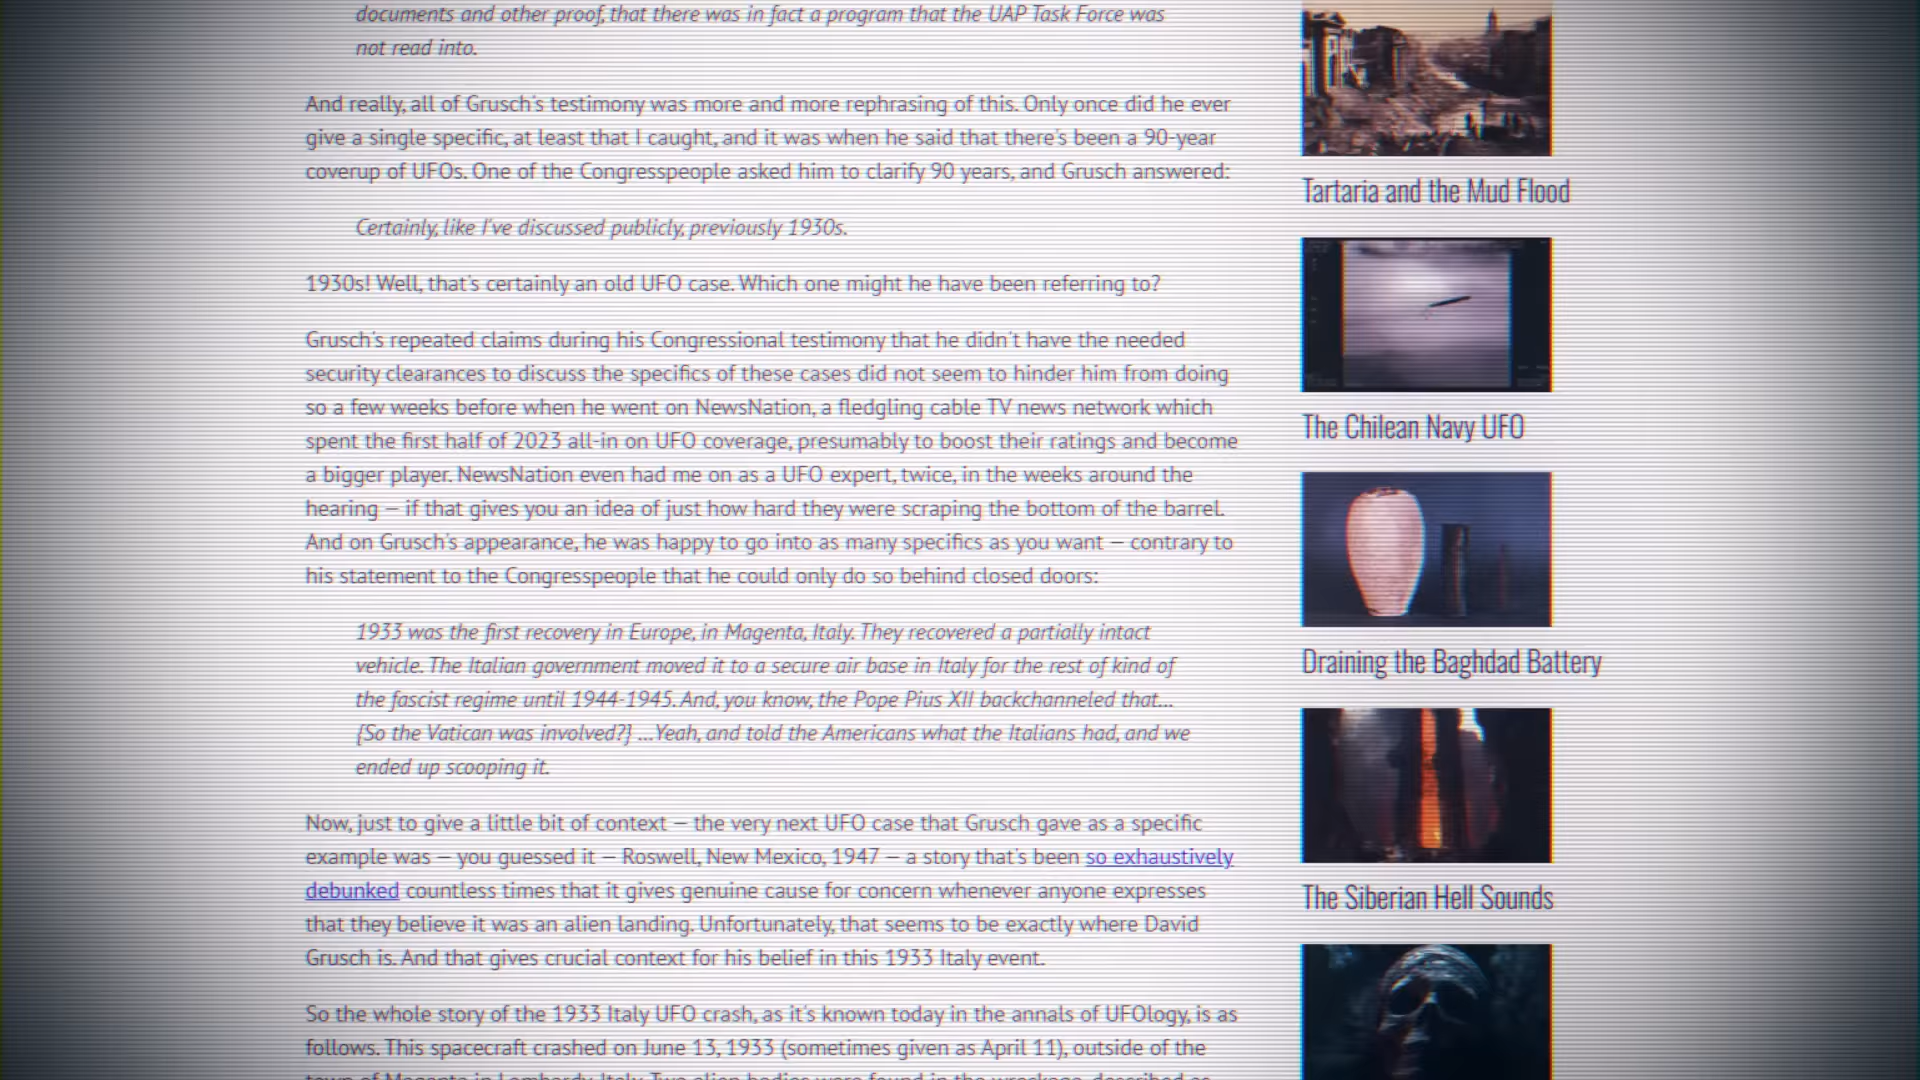 documents and other proof, that there was in fact a program that the UAP Task Force was
not read into.
And really, all of Grusch's testimony was more and more rephrasing of this. Only once did he ever
give a single specific, at least that I caught, and it was when he said that there's been a 90-year
coverup of UFOs. One of the Congresspeople asked him to clarify 90 years, and Grusch answered:
Certainly, like I've discussed publicly, previously 1930s.
1930s! Well, that's certainly an old UFO case. Which one might he have been referring to?
Grusch's repeated claims during his Congressional testimony that he didn't have the needed
security clearances to discuss the specifics of these cases did not seem to hinder him from doing
so a few weeks before when he went on NewsNation, a fledgling cable TV news network which
spent the first half of 2023 all-in on UFO coverage, presumably to boost their ratings and become
a bigger player. NewsNation even had me on as a UFO expert, twice, in the weeks around the
hearing — if that gives you an idea of just how hard they were scraping the bottom of the barrel.
And on Grusch's appearance, he was happy to go into as many specifics as you want — contrary to
his statement to the Congresspeople that he could only do so behind closed doors:
1933 was the first recovery in Europe, in Magenta, Italy. They recovered a partially intact
vehicle. The Italian government moved it to a secure air base in Italy for the rest of kind of
the fascist regime until 1944-1945. And, you know, the Pope Pius XII backchanneled that...
{So the Vatican was involved?} ...Yeah, and told the Americans what the Italians had, and we
ended up scooping it.
Now, just to give a little bit of context — the very next UFO case that Grusch gave as a specific
example was — you guessed it — Roswell, New Mexico, 1947 — a story that's been so exhaustively
debunked countless times that it gives genuine cause for concern whenever anyone expresses
that they believe it was an alien landing. Unfortunately, that seems to be exactly where David
Grusch is. And that gives crucial context for his belief in this 1933 Italy event.
So the whole story of the 1933 Italy UFO crash, as it's known today in the annals of UFOlogy, is as
follows. This spacecraft crashed on June 13, 1933 (sometimes given as April 11), outside of the
town of Magenta in Lombardy, Italy. Two alien bodies were found in the wreckage, described as
Tartaria and the Mud Flood
The Chilean Navy UFO
Draining the Baghdad Battery
The Siberian Hell Sounds